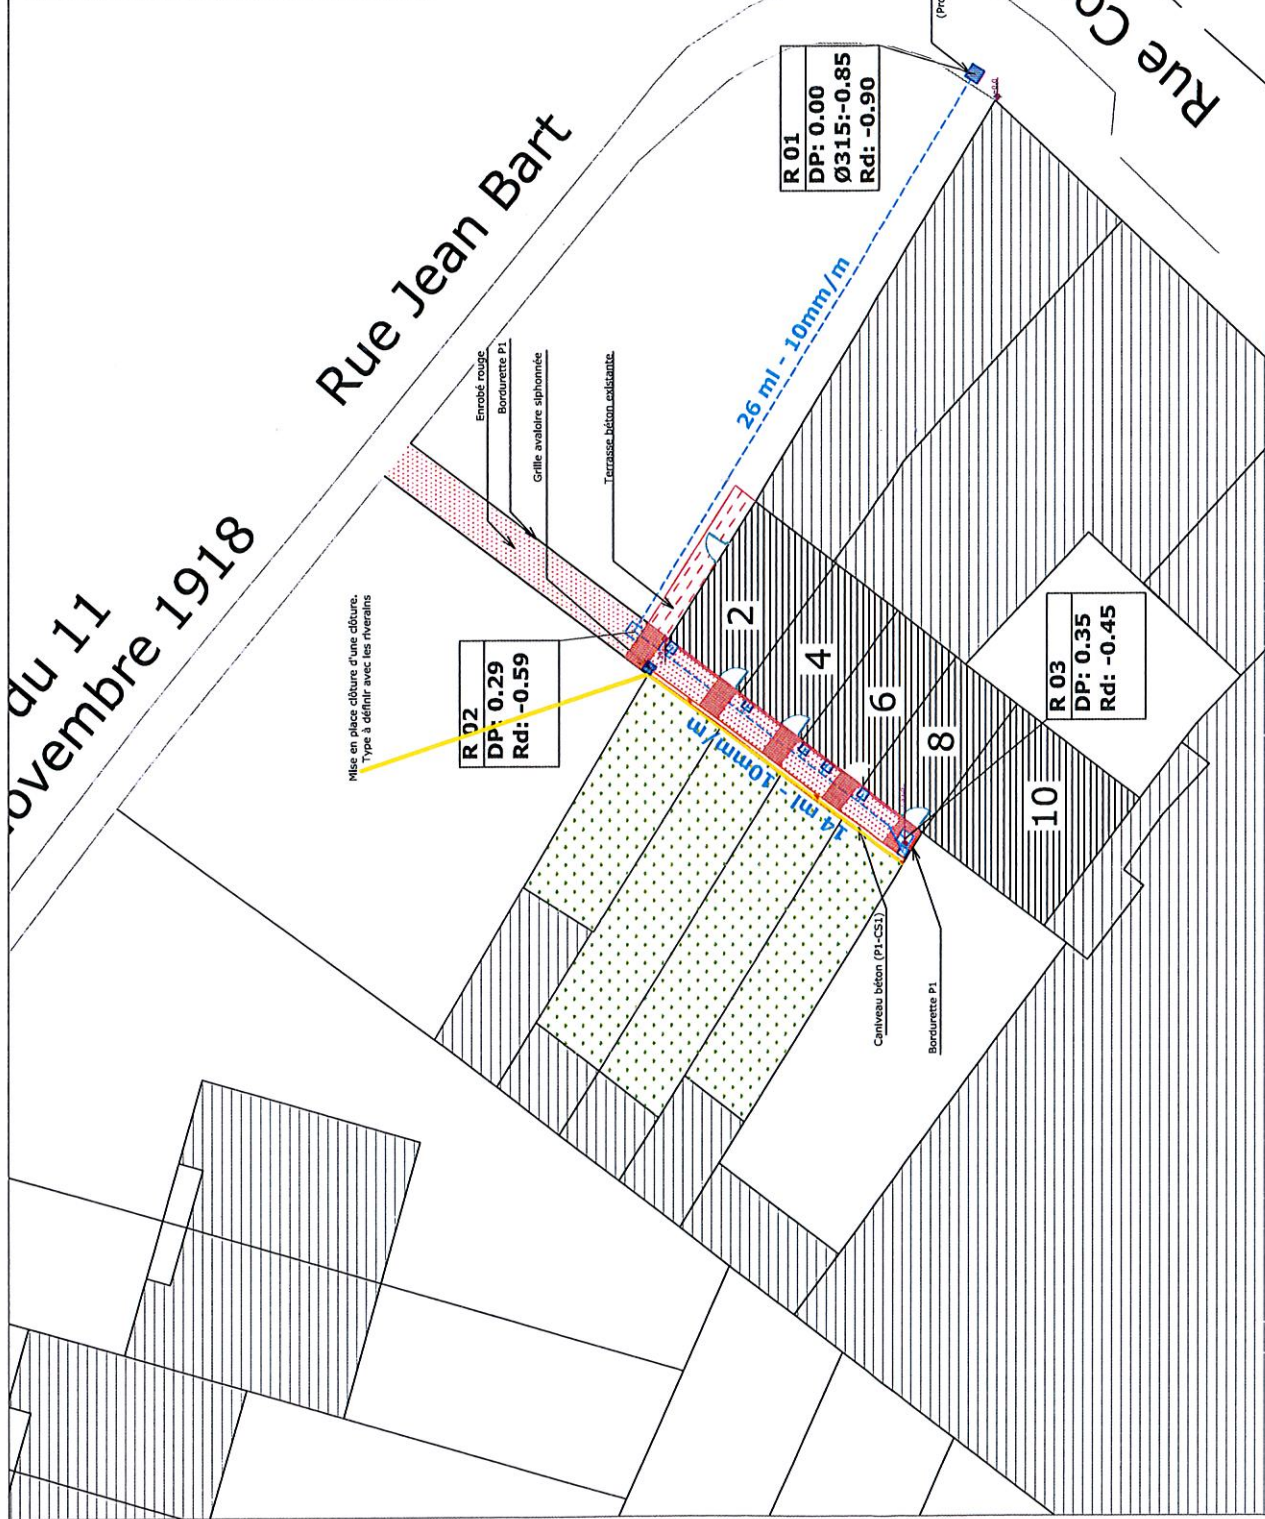 du 11
ovembre 1918
Rue Jean Bart
Rue Co
(Pro
R 01
DP: 0.00
Ø315:-0.85
Rd: -0.90
26 ml - 10mm/m
Enrobé rouge
Bordurette P1
Grille avaloire siphonnée
Terrasse béton existante
Mise en place clôture d'une clôture.
Type à définir avec les riverains
R 02
DP: 0.29
Rd: -0.59
14 ml - 10mm/m
2
4
6
8
10
R 03
DP: 0.35
Rd: -0.45
Caniveau béton (P1-CS1)
Bordurette P1